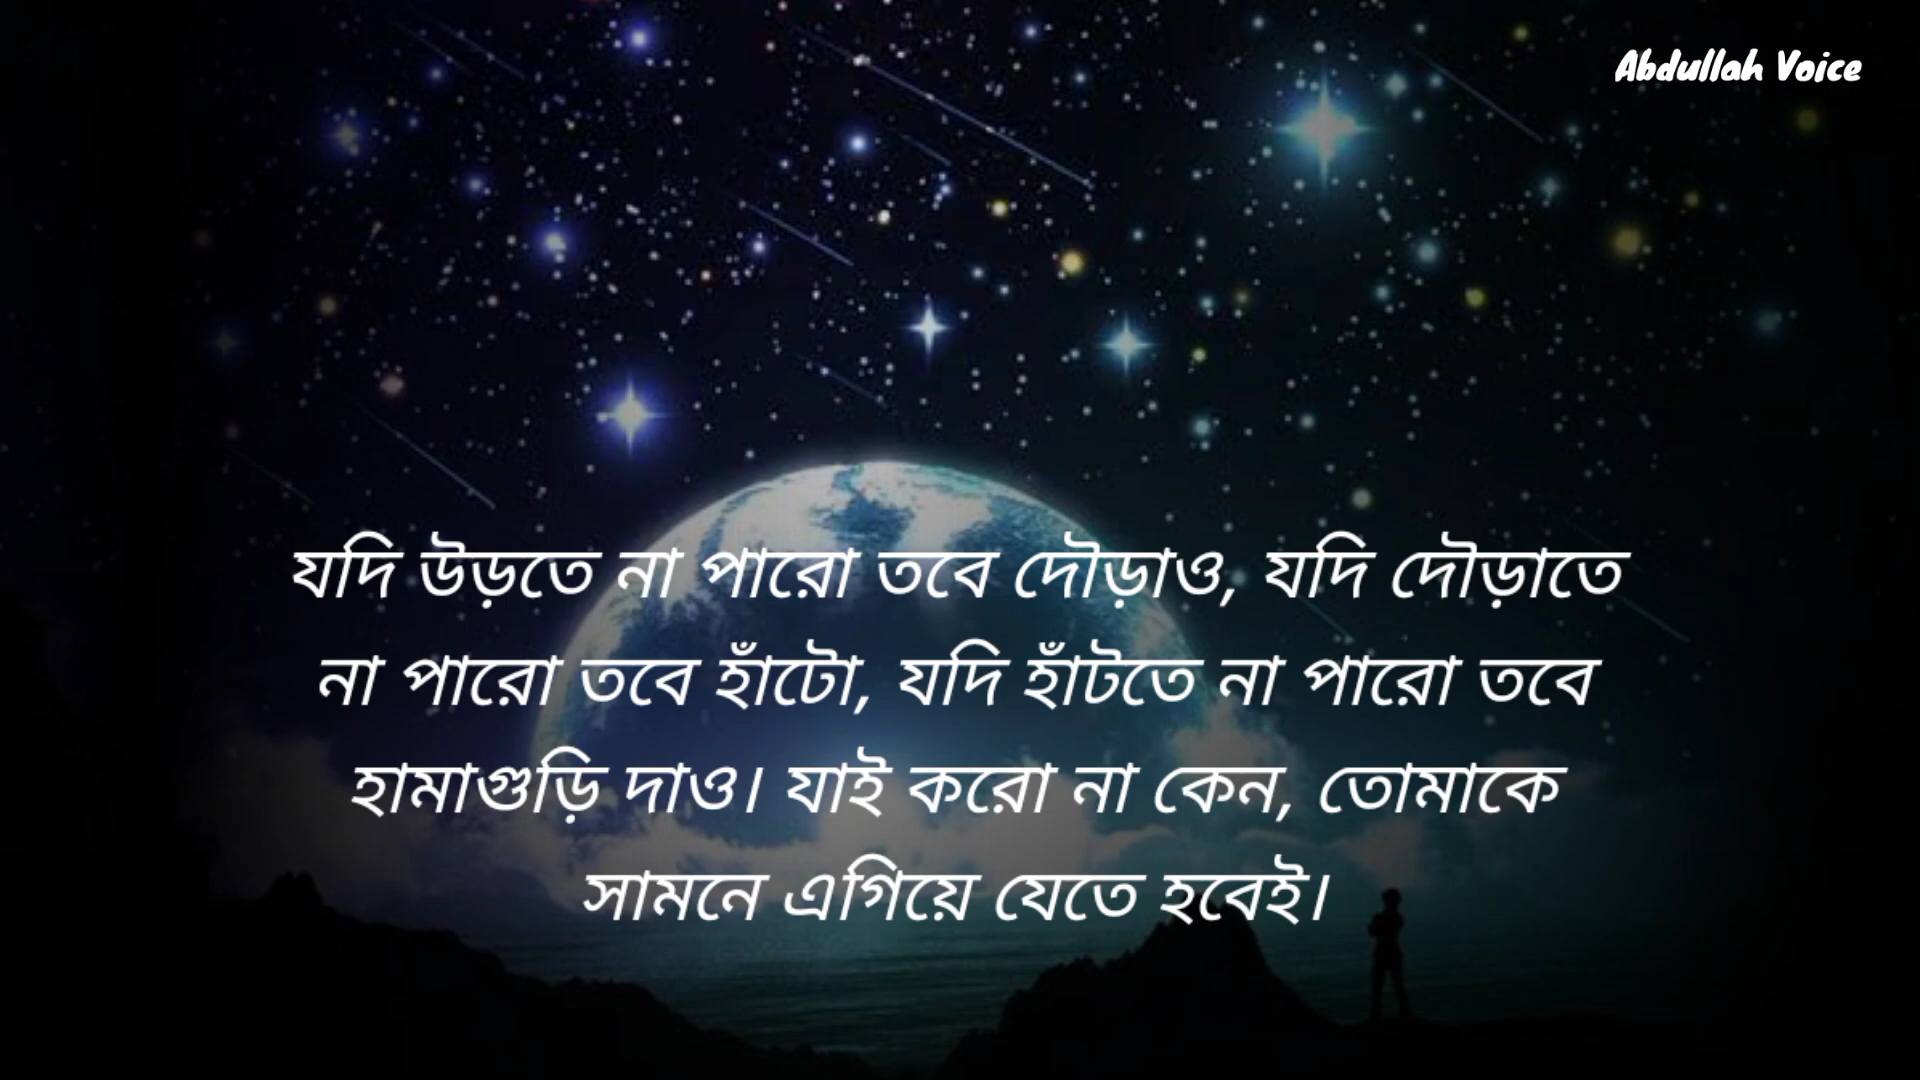 Abdullah Voice
যদি উড়তে না পারো তবে দৌড়াও, যদি দৌড়াতে
না পারো তবে হাঁটো, যদি হাঁটতে না পারো তবে
হামাগুড়ি দাও। যাই করো না কেন, তোমাকে
সামনে এগিয়ে যেতে হবেই।